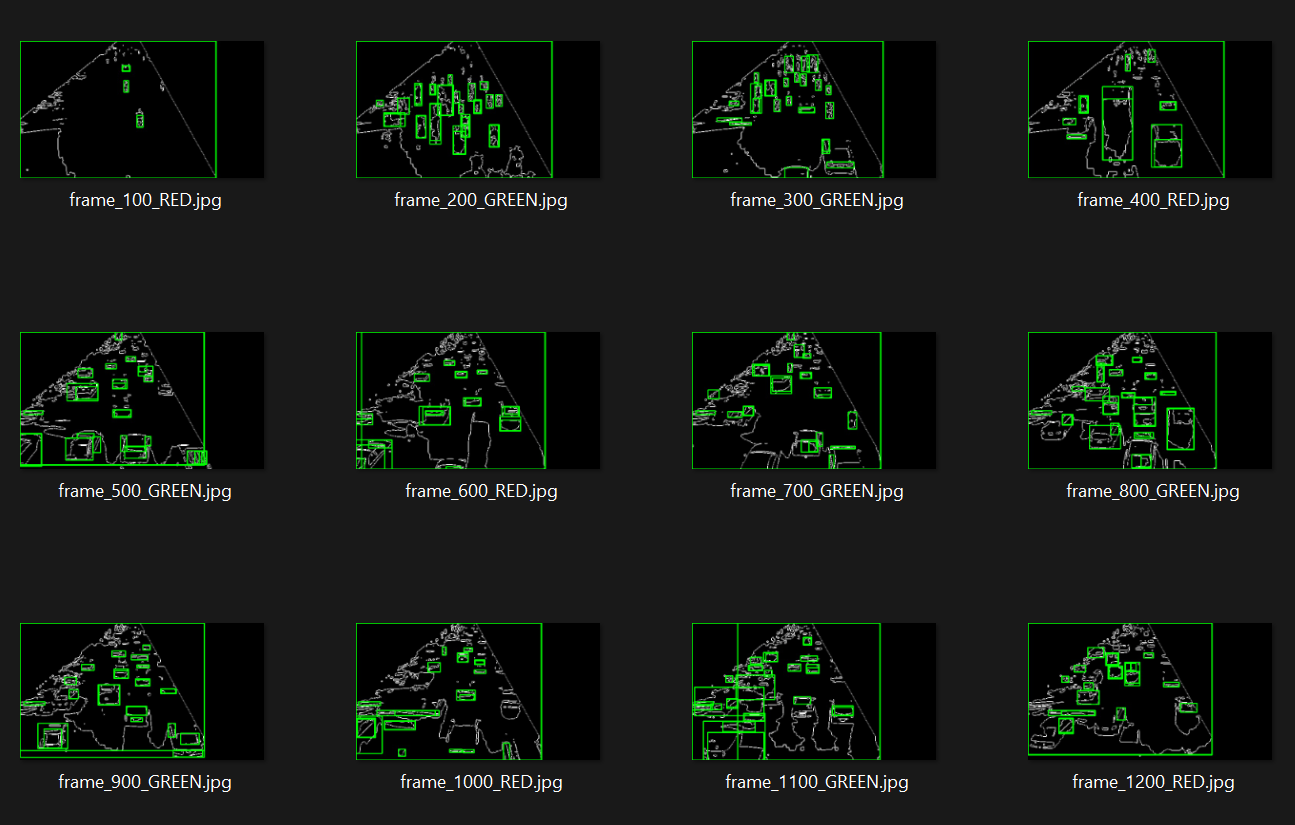 frame_100_RED.jpg
frame_200_GREEN.jpg
frame_300_GREEN.jpg
frame_400_RED.jpg
frame_500_GREEN.jpg
frame_600_RED.jpg
frame_700_GREEN.jpg
frame_800_GREEN.jpg
frame_900_GREEN.jpg
frame_1000_RED.jpg
frame_1100_GREEN.jpg
frame_1200_RED.jpg